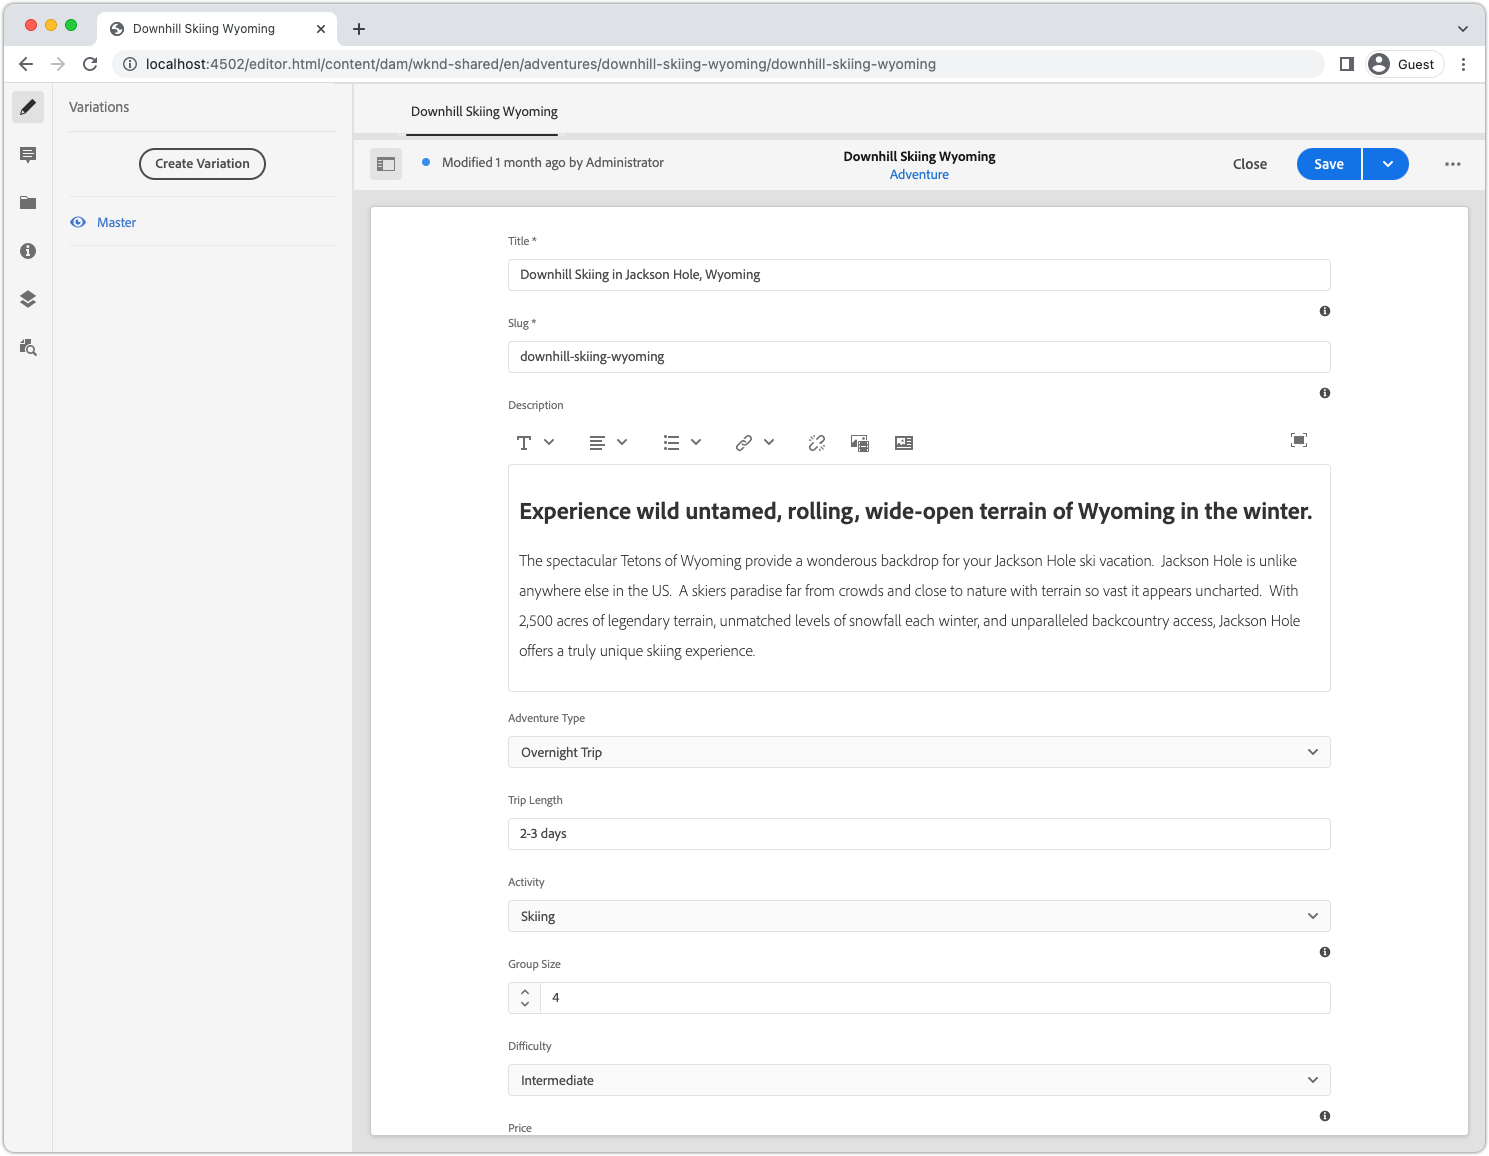 Downhill Skiing Wyoming
localhost:4502/editor.html/content/dam/wknd-shared/en/adventures/downhill-skiing-wyoming/downhill-skiing-wyoming
Guest
Variations
Create Variation
Master
Downhill Skiing Wyoming
Modified 1 month ago by Administrator
Downhill Skiing Wyoming
Adventure
Close
Save
Title *
Downhill Skiing in Jackson Hole, Wyoming
Slug *
downhill-skiing-wyoming
Description
Experience wild untamed, rolling, wide-open terrain of Wyoming in the winter.
The spectacular Tetons of Wyoming provide a wonderous backdrop for your Jackson Hole ski vacation.  Jackson Hole is unlike
anywhere else in the US.  A skiers paradise far from crowds and close to nature with terrain so vast it appears uncharted.  With
2,500 acres of legendary terrain, unmatched levels of snowfall each winter, and unparalleled backcountry access, Jackson Hole
offers a truly unique skiing experience.
Adventure Type
Overnight Trip
Trip Length
2-3 days
Activity
Skiing
Group Size
4
Difficulty
Intermediate
Price